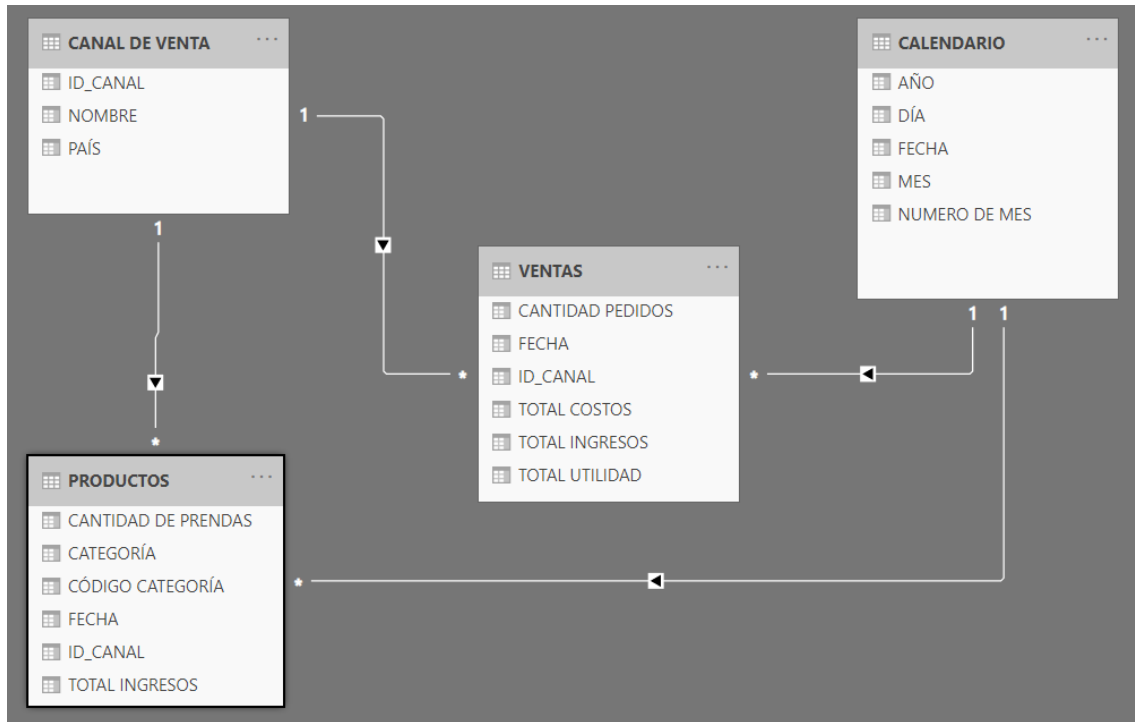 CANAL DE VENTA
ID_CANAL
NOMBRE
PAÍS
1
1
CALENDARIO
AÑO
DÍA
FECHA
MES
NUMERO DE MES
1 1
VENTAS
CANTIDAD PEDIDOS
FECHA
ID_CANAL
TOTAL COSTOS
TOTAL INGRESOS
TOTAL UTILIDAD
*
*
*
PRODUCTOS
CANTIDAD DE PRENDAS
CATEGORÍA
CÓDIGO CATEGORÍA
FECHA
ID_CANAL
TOTAL INGRESOS
*